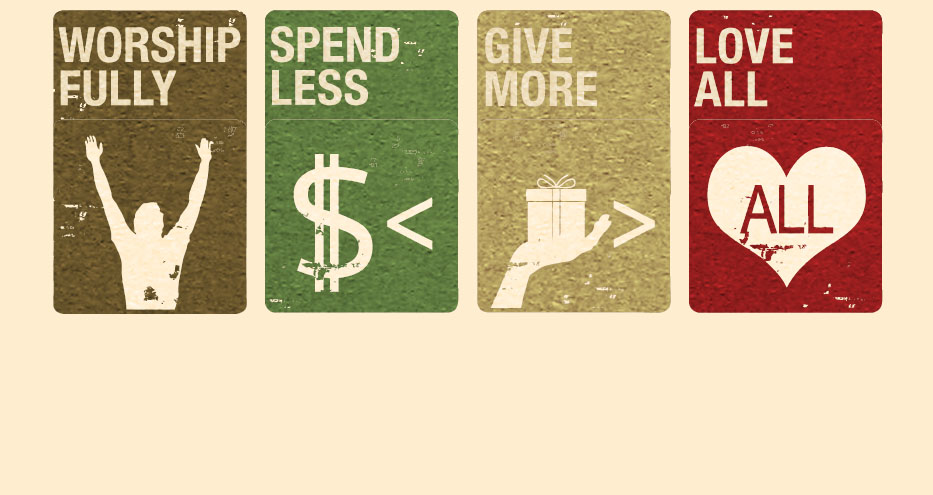 WORSHIP
FULLY
SPEND
LESS
$ <
GIVE
MORE
>
LOVE
ALL
ALL